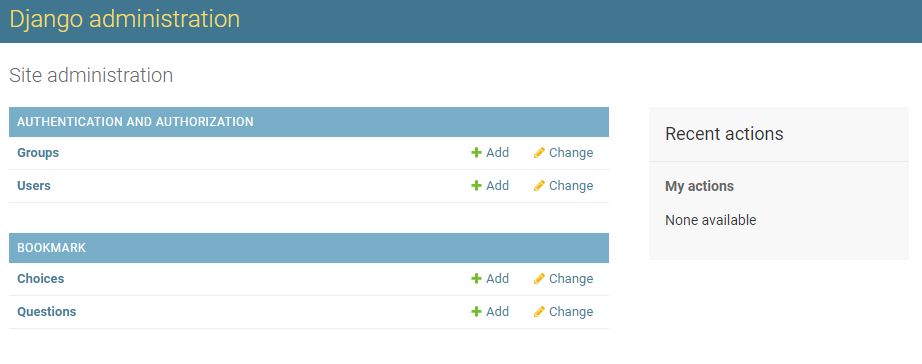 Django administration
Site administration
AUTHENTICATION AND AUTHORIZATION
Groups Add Change
Users Add Change
BOOKMARK
Choices Add Change
Questions Add Change
Recent actions
My actions
None available